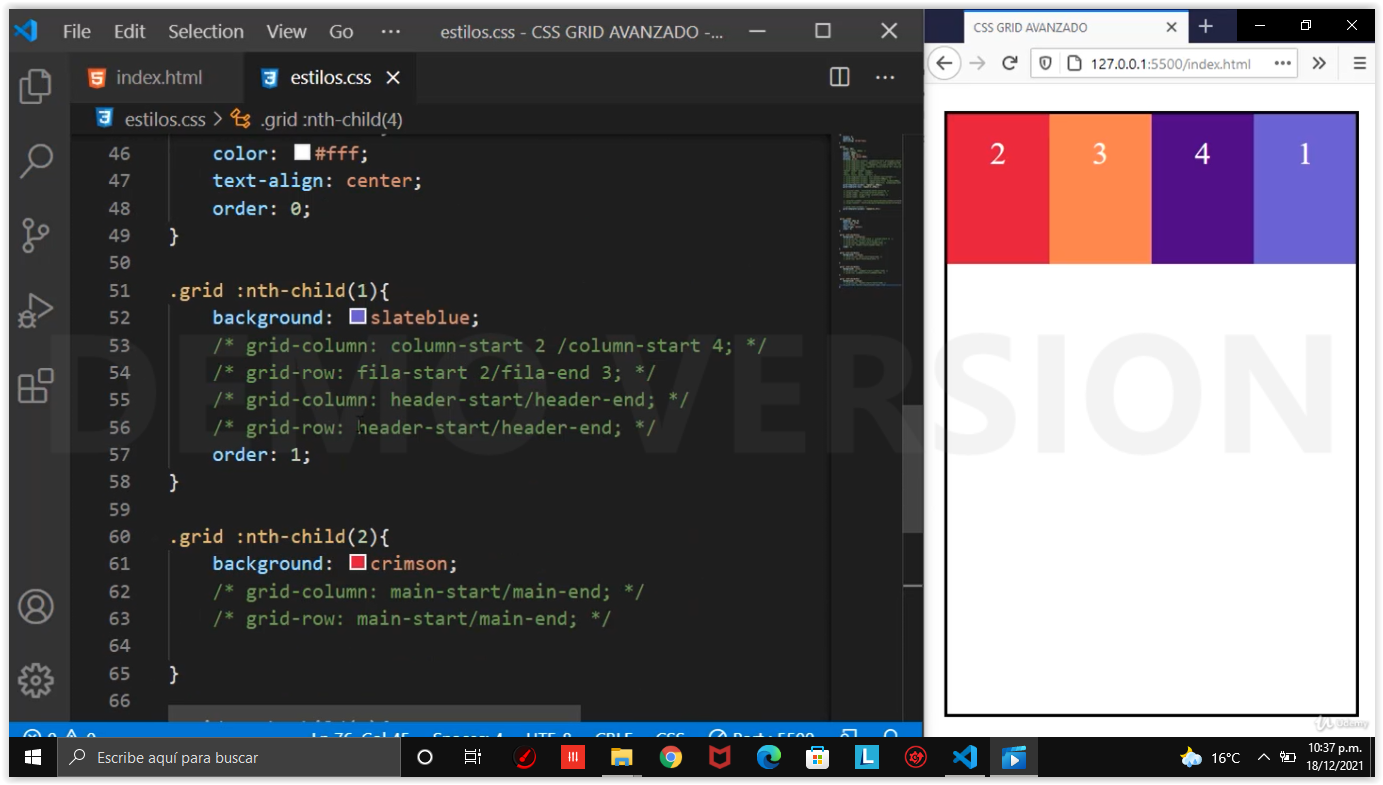 File Edit Selection View Go ··· estilos.css - CSS GRID AVANZADO -...
index.html estilos.css
estilos.css > .grid :nth-child(4)
46 color: #fff;
47 text-align: center;
48 order: 0;
49 }
50
51 .grid :nth-child(1){
52 background: slateblue;
53 /* grid-column: column-start 2 /column-start 4; */
54 /* grid-row: fila-start 2/fila-end 3; */
55 /* grid-column: header-start/header-end; */
56 /* grid-row: header-start/header-end; */
57 order: 1;
58 }
59
60 .grid :nth-child(2){
61 background: crimson;
62 /* grid-column: main-start/main-end; */
63 /* grid-row: main-start/main-end; */
64
65 }
66
CSS GRID AVANZADO
127.0.0.1:5500/index.html
2 3 4 1
DEMO VERSION
Udemy
Escribe aquí para buscar
16°C
10:37 p.m.
18/12/2021